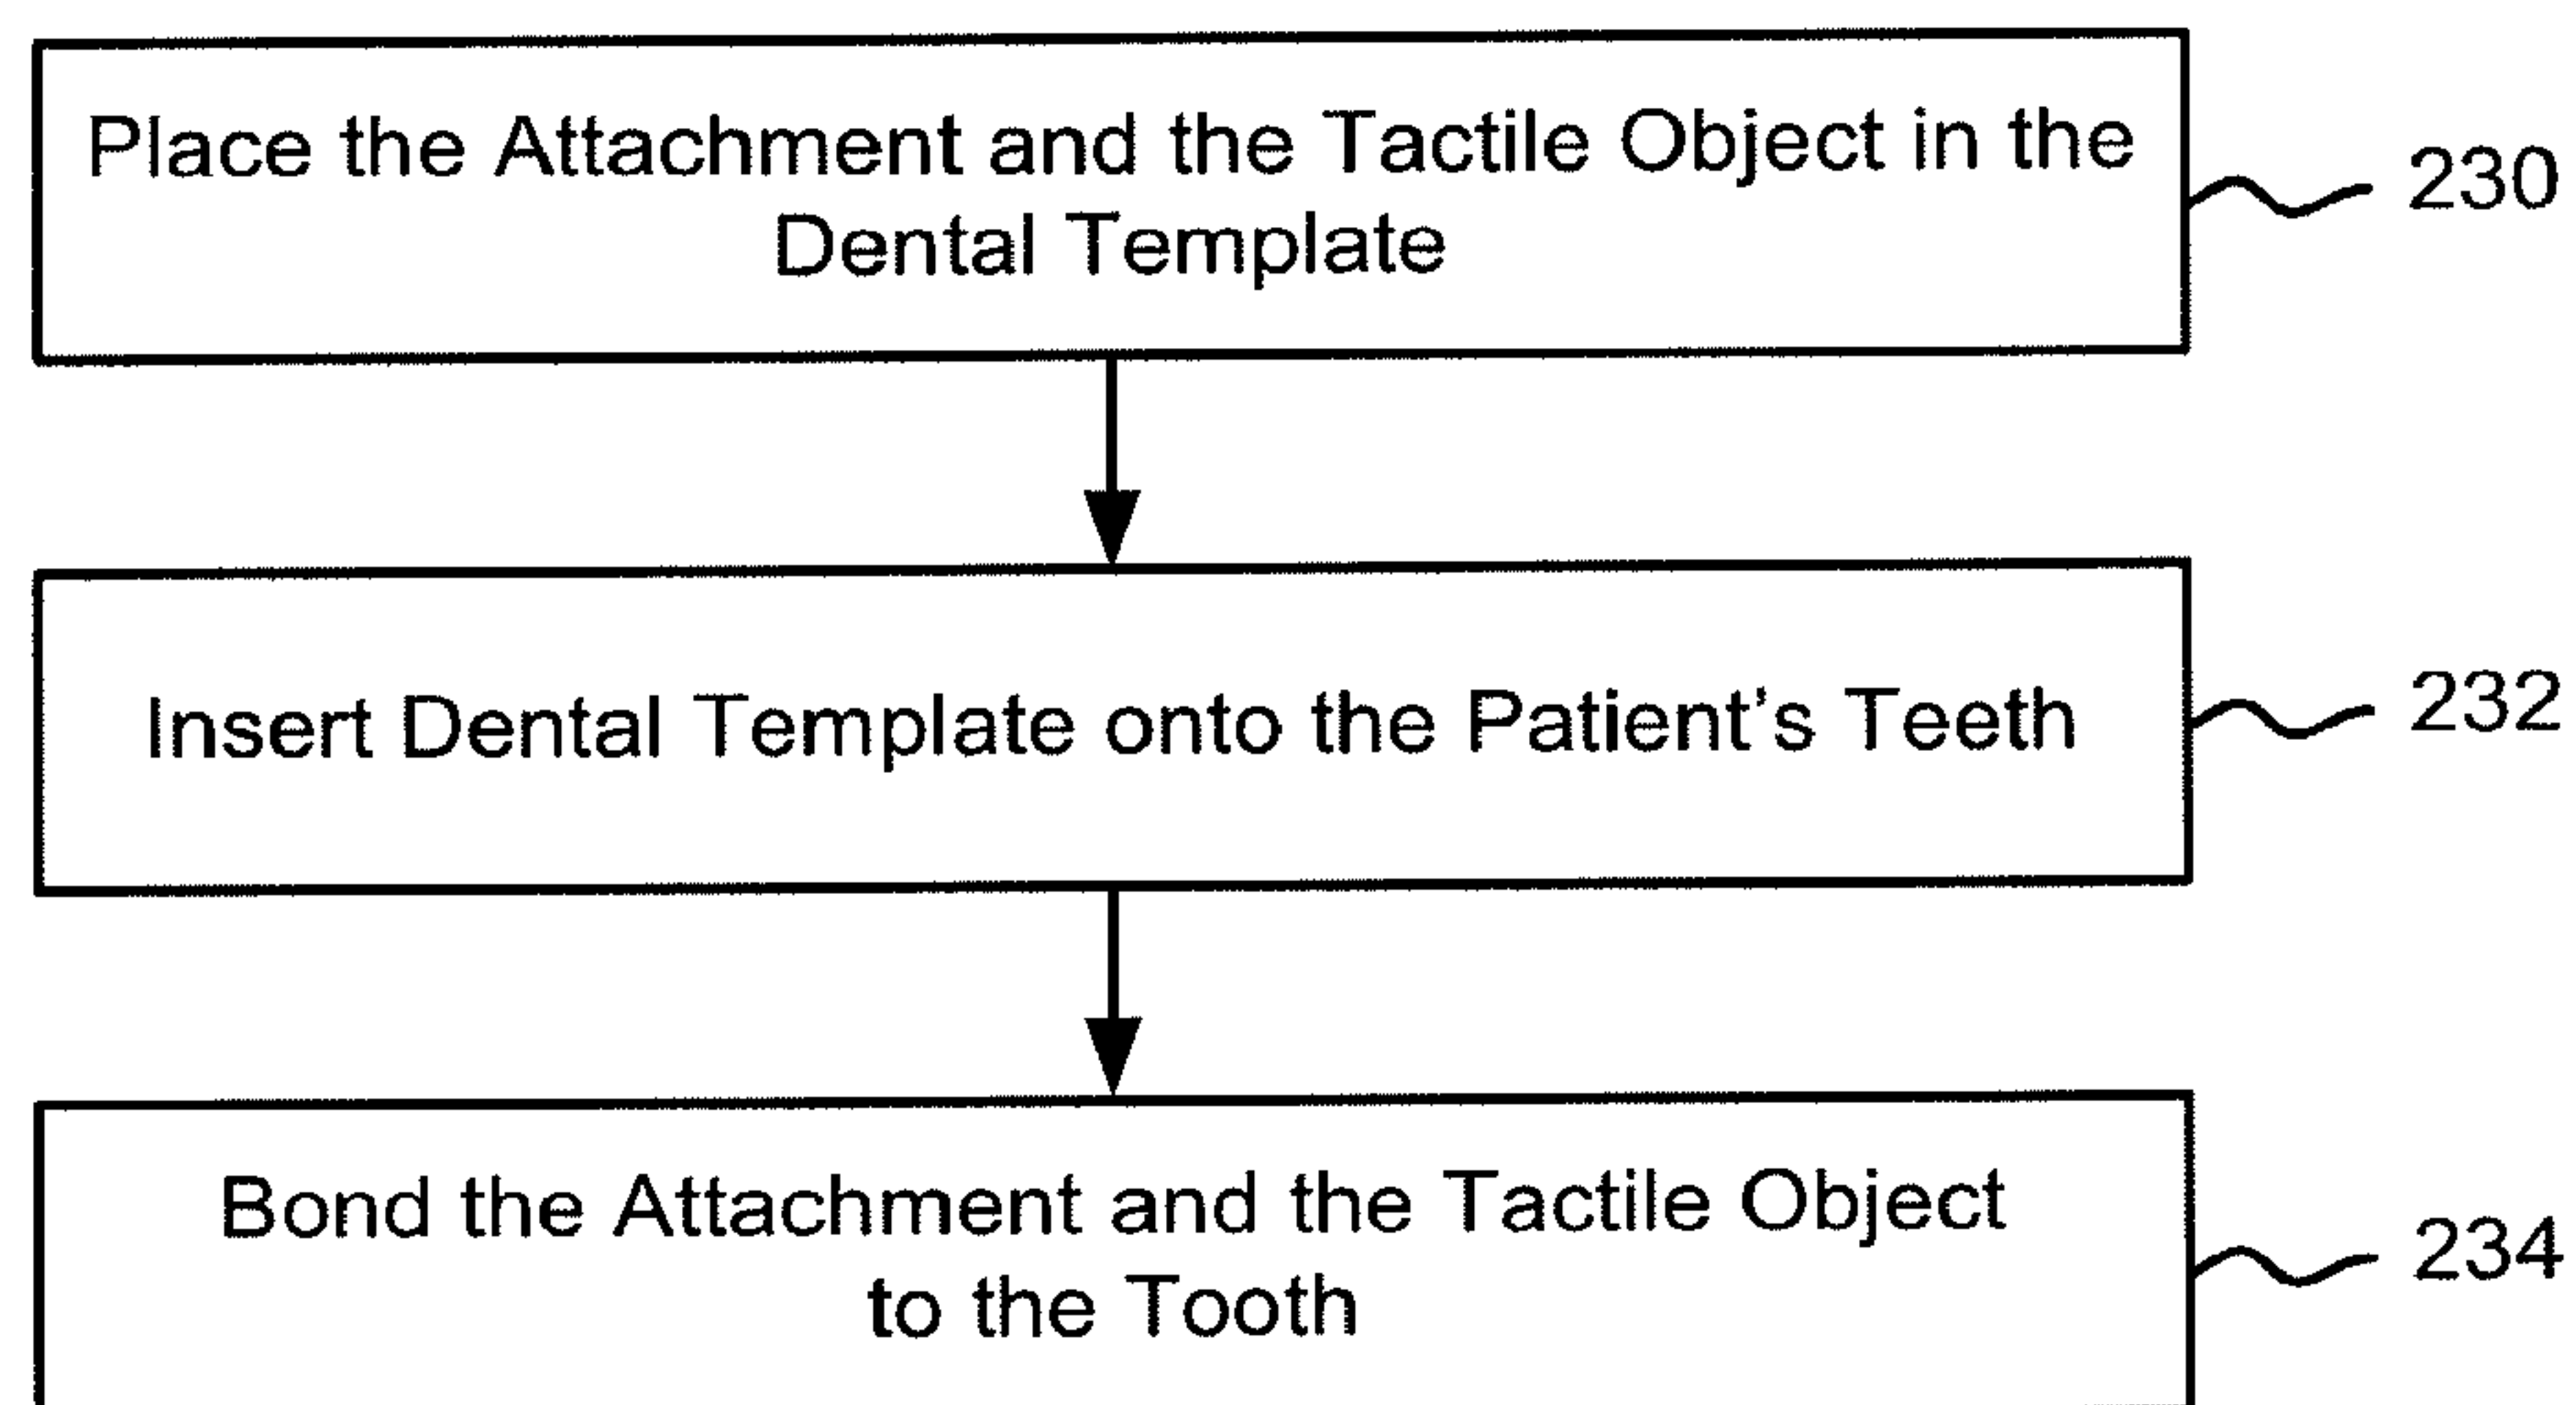 Place the Attachment and the Tactile Object in the
Dental Template
230
Insert Dental Template onto the Patient's Teeth
232
Bond the Attachment and the Tactile Object
to the Tooth
234